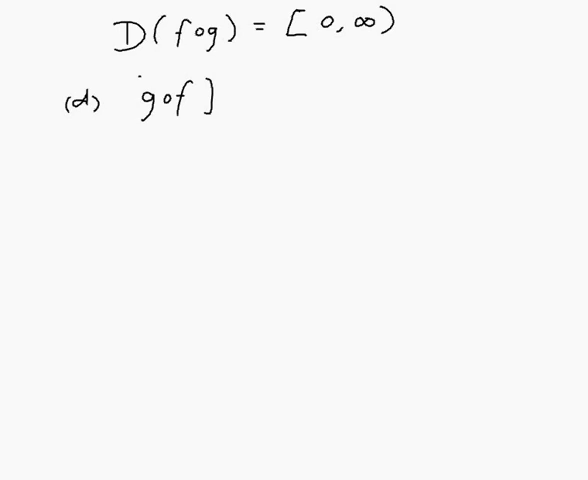 D(fog) = [0, ∞)
(d) gof]